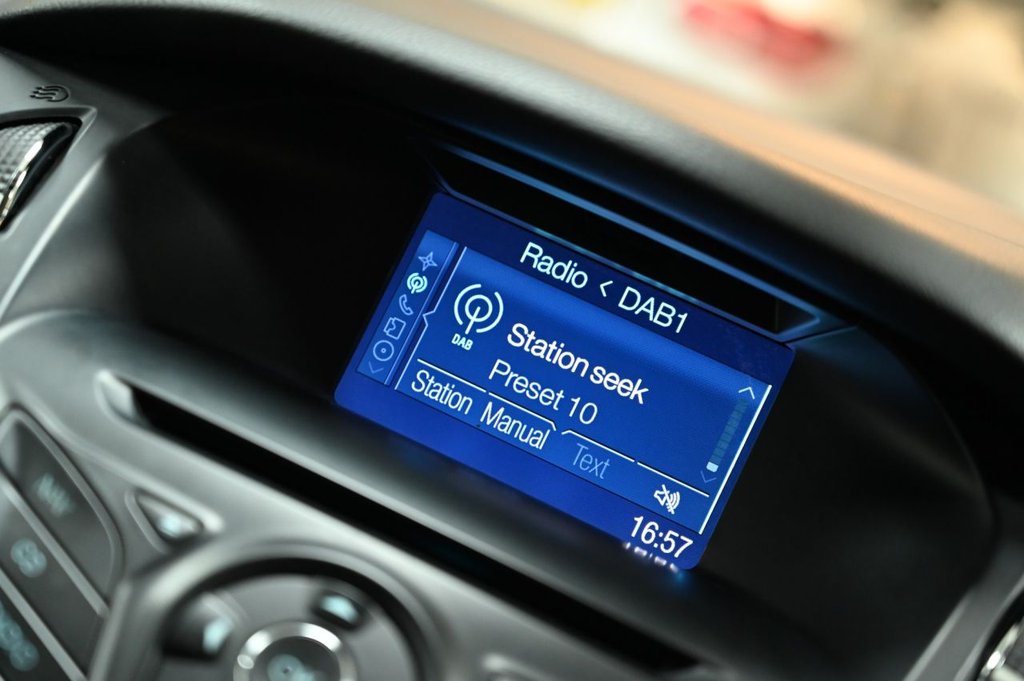 Radio < DAB1
DAB
Station seek
Preset 10
Station Manual Text
16:57